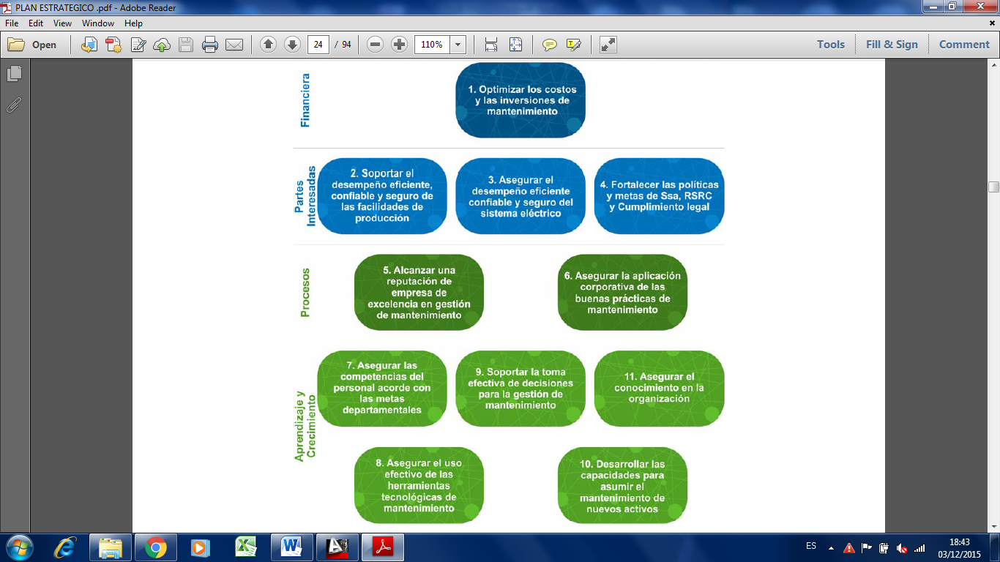 PLAN ESTRATEGICO .pdf - Adobe Reader
File Edit View Window Help
Open 24 / 94 110% Tools Fill & Sign Comment
Financiera
1. Optimizar los costos
y las inversiones de
mantenimiento
Partes
Interesadas
2. Soportar el
desempeño eficiente,
confiable y seguro de
las facilidades de
producción
3. Asegurar el
desempeño eficiente
confiable y seguro del
sistema eléctrico
4. Fortalecer las políticas
y metas de Ssa, RSRC
y Cumplimiento legal
Procesos
5. Alcanzar una
reputación de
empresa de
excelencia en gestión
de mantenimiento
6. Asegurar la aplicación
corporativa de las
buenas prácticas de
mantenimiento
Aprendizaje y
Crecimiento
7. Asegurar las
competencias del
personal acorde con
las metas
departamentales
9. Soportar la toma
efectiva de decisiones
para la gestión de
mantenimiento
11. Asegurar el
conocimiento en la
organización
8. Asegurar el uso
efectivo de las
herramientas
tecnológicas de
mantenimiento
10. Desarrollar las
capacidades para
asumir el
mantenimiento de
nuevos activos
ES
18:43
03/12/2015